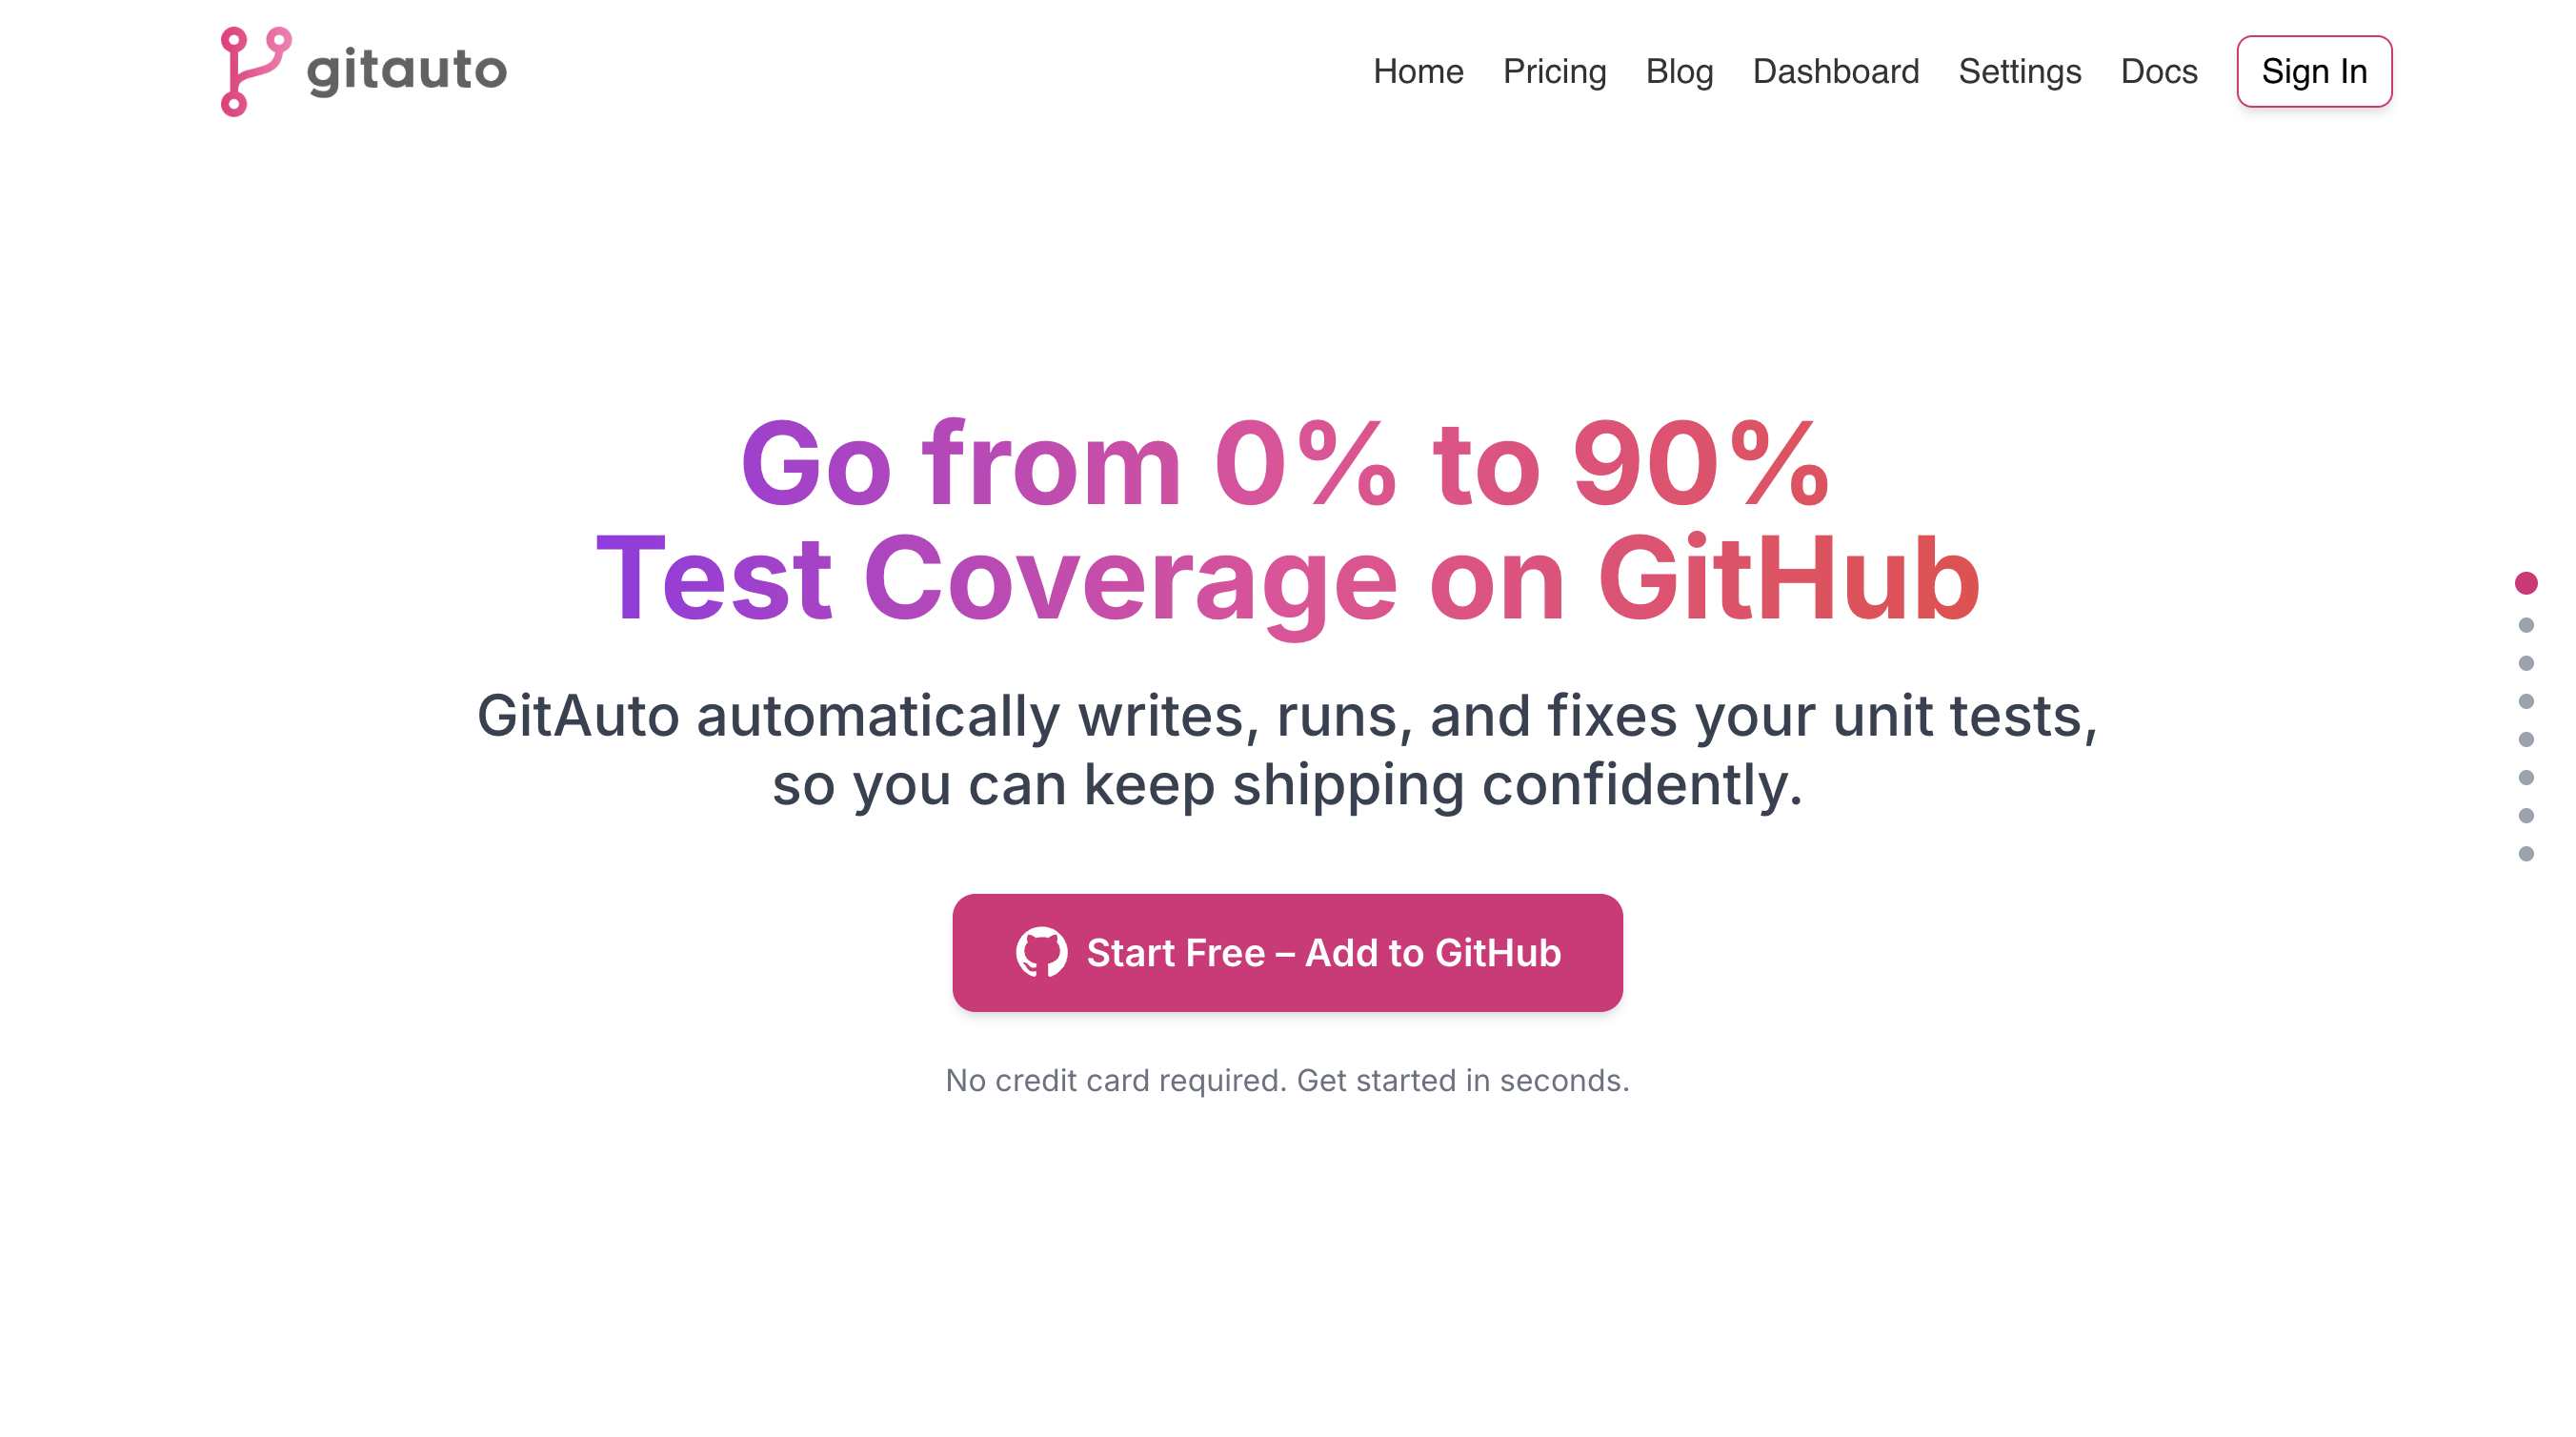 gitauto
Home Pricing Blog Dashboard Settings Docs Sign In
Go from 0% to 90%
Test Coverage on GitHub
GitAuto automatically writes, runs, and fixes your unit tests,
so you can keep shipping confidently.
Start Free – Add to GitHub
No credit card required. Get started in seconds.